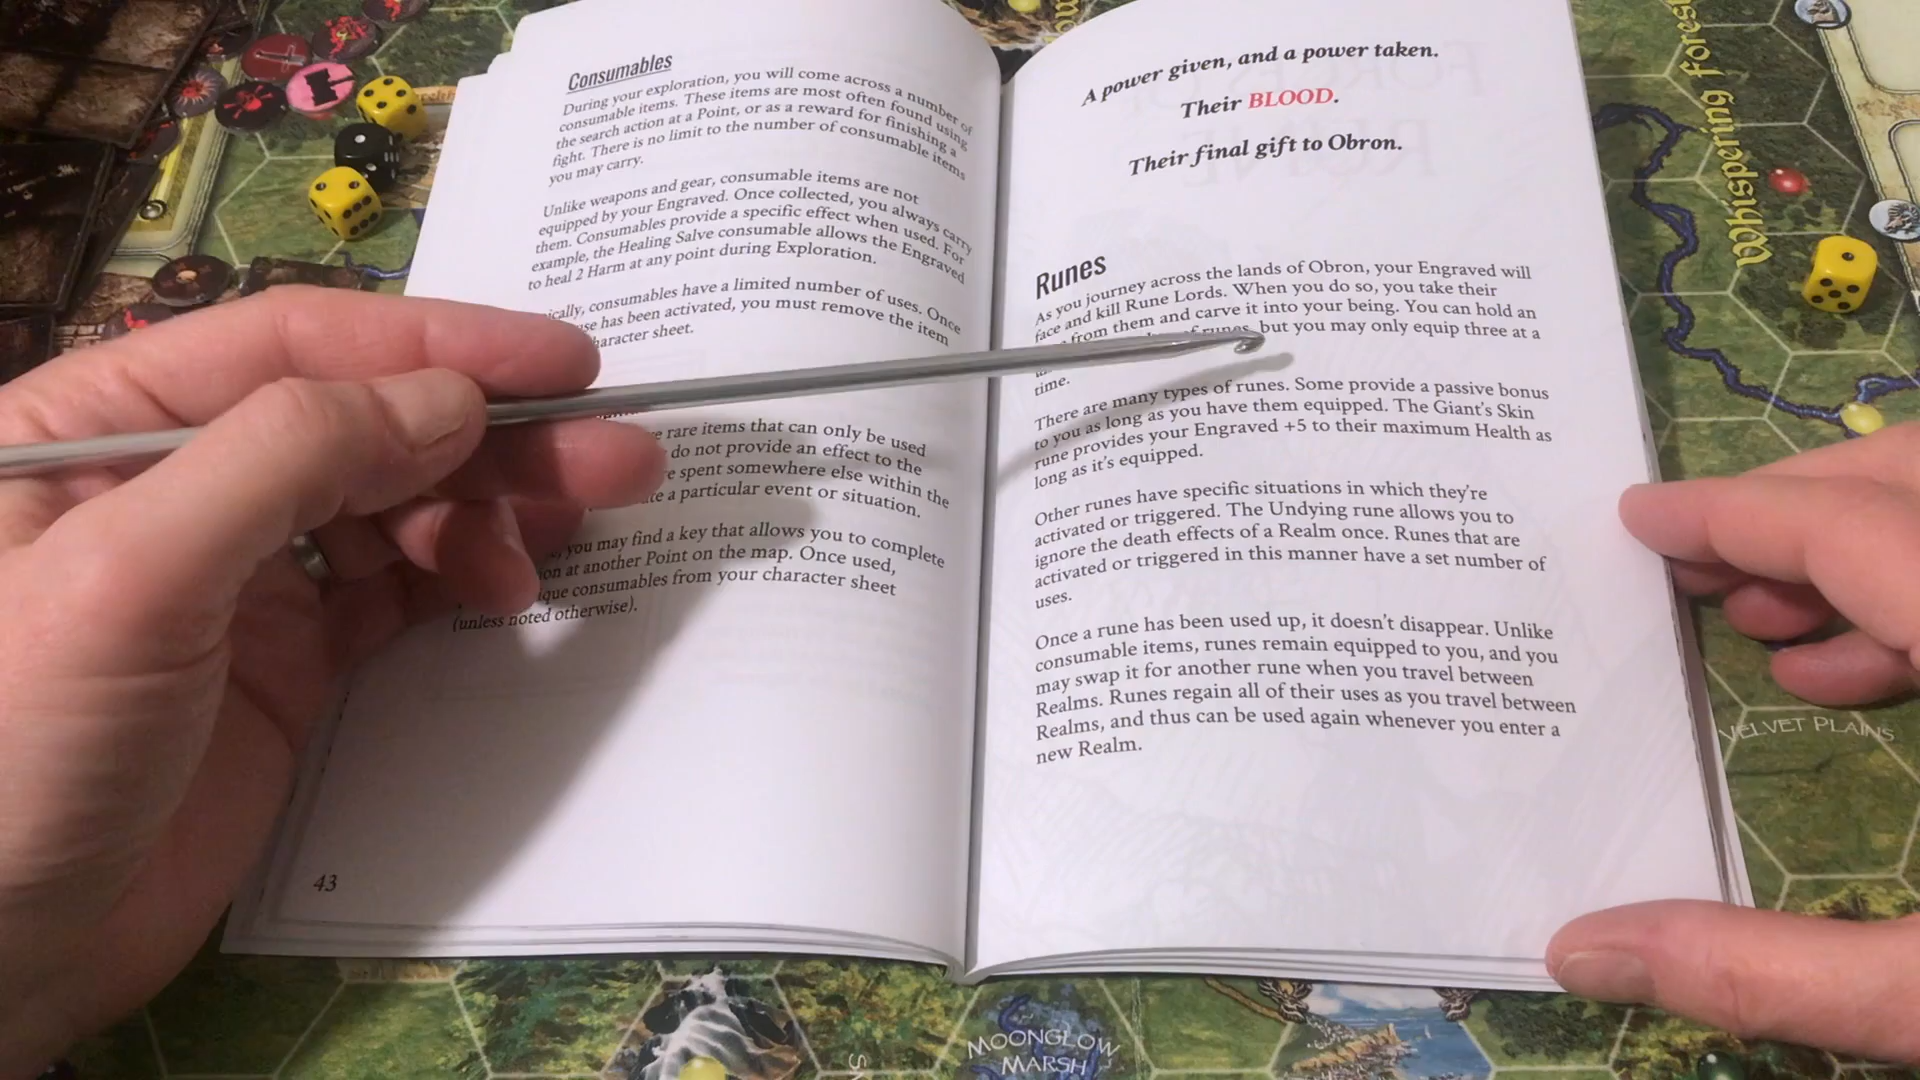 Consumables
During your exploration, you will come across a number of
consumable items. These items are most often found using
the search action at a Point, or as a reward for finishing a
fight. There is no limit to the number of consumable items
you may carry.
Unlike weapons and gear, consumable items are not
equipped by your Engraved. Once collected, you always carry
them. Consumables provide a specific effect when used. For
example, the Healing Salve consumable allows the Engraved
to heal 2 Harm at any point during Exploration.
consumables have a limited number of uses. Once
has been activated, you must remove the item
sheet.
rare items that can only be used
do not provide an effect to the
spent somewhere else within the
a particular event or situation.
you may find a key that allows you to complete
at another Point on the map. Once used,
consumables from your character sheet
(unless noted otherwise).
43
A power given, and a power taken.
Their BLOOD.
Their final gift to Obron.
Runes
As you journey across the lands of Obron, your Engraved will
face and kill Rune Lords. When you do so, you take their
from them and carve it into your being. You can hold an
of runes, but you may only equip three at a
time.
There are many types of runes. Some provide a passive bonus
to you as long as you have them equipped. The Giant's Skin
rune provides your Engraved +5 to their maximum Health as
long as it's equipped.
Other runes have specific situations in which they're
activated or triggered. The Undying rune allows you to
ignore the death effects of a Realm once. Runes that are
activated or triggered in this manner have a set number of
uses.
Once a rune has been used up, it doesn't disappear. Unlike
consumable items, runes remain equipped to you, and you
may swap it for another rune when you travel between
Realms. Runes regain all of their uses as you travel between
Realms, and thus can be used again whenever you enter a
new Realm.
Whispering Forest
VELVET PLAINS
MOONGLOW
MARSH